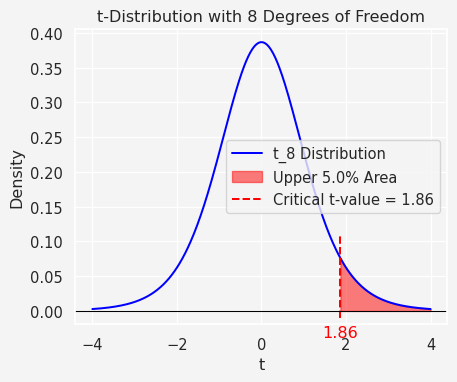 t-Distribution with 8 Degrees of Freedom
0.40
0.35
0.30
0.25
0.20
0.15
0.10
0.05
0.00
Density
t_8 Distribution
Upper 5.0% Area
Critical t-value = 1.86
1.86
−4
−2
0
2
4
t